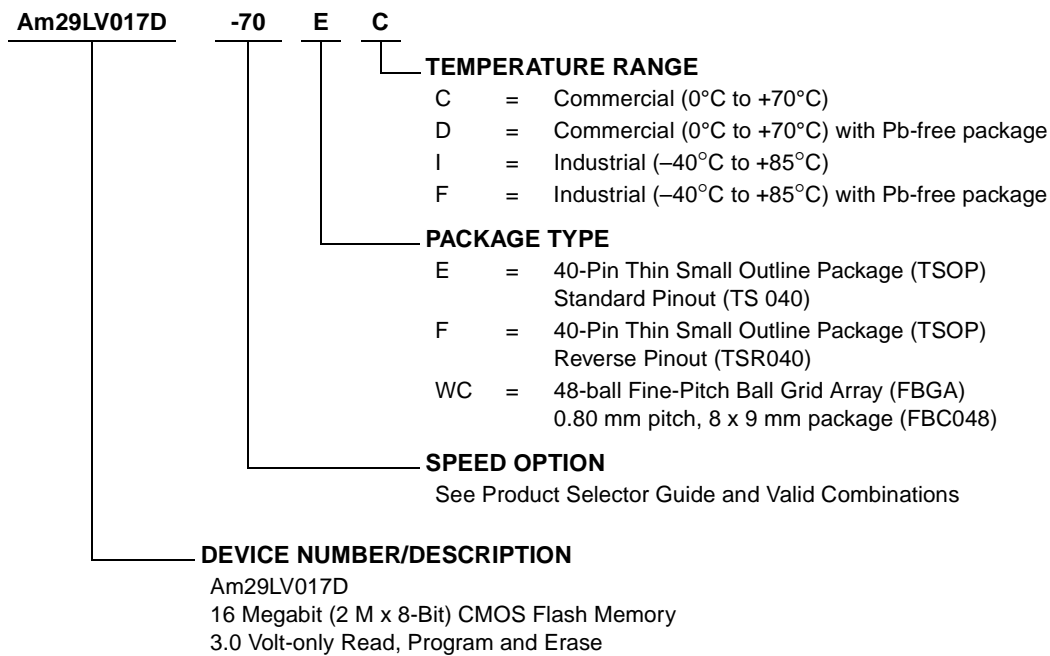 Am29LV017D -70 E C
TEMPERATURE RANGE
C = Commercial (0°C to +70°C)
D = Commercial (0°C to +70°C) with Pb-free package
I = Industrial (–40°C to +85°C)
F = Industrial (–40°C to +85°C) with Pb-free package
PACKAGE TYPE
E = 40-Pin Thin Small Outline Package (TSOP)
Standard Pinout (TS 040)
F = 40-Pin Thin Small Outline Package (TSOP)
Reverse Pinout (TSR040)
WC = 48-ball Fine-Pitch Ball Grid Array (FBGA)
0.80 mm pitch, 8 x 9 mm package (FBC048)
SPEED OPTION
See Product Selector Guide and Valid Combinations
DEVICE NUMBER/DESCRIPTION
Am29LV017D
16 Megabit (2 M x 8-Bit) CMOS Flash Memory
3.0 Volt-only Read, Program and Erase